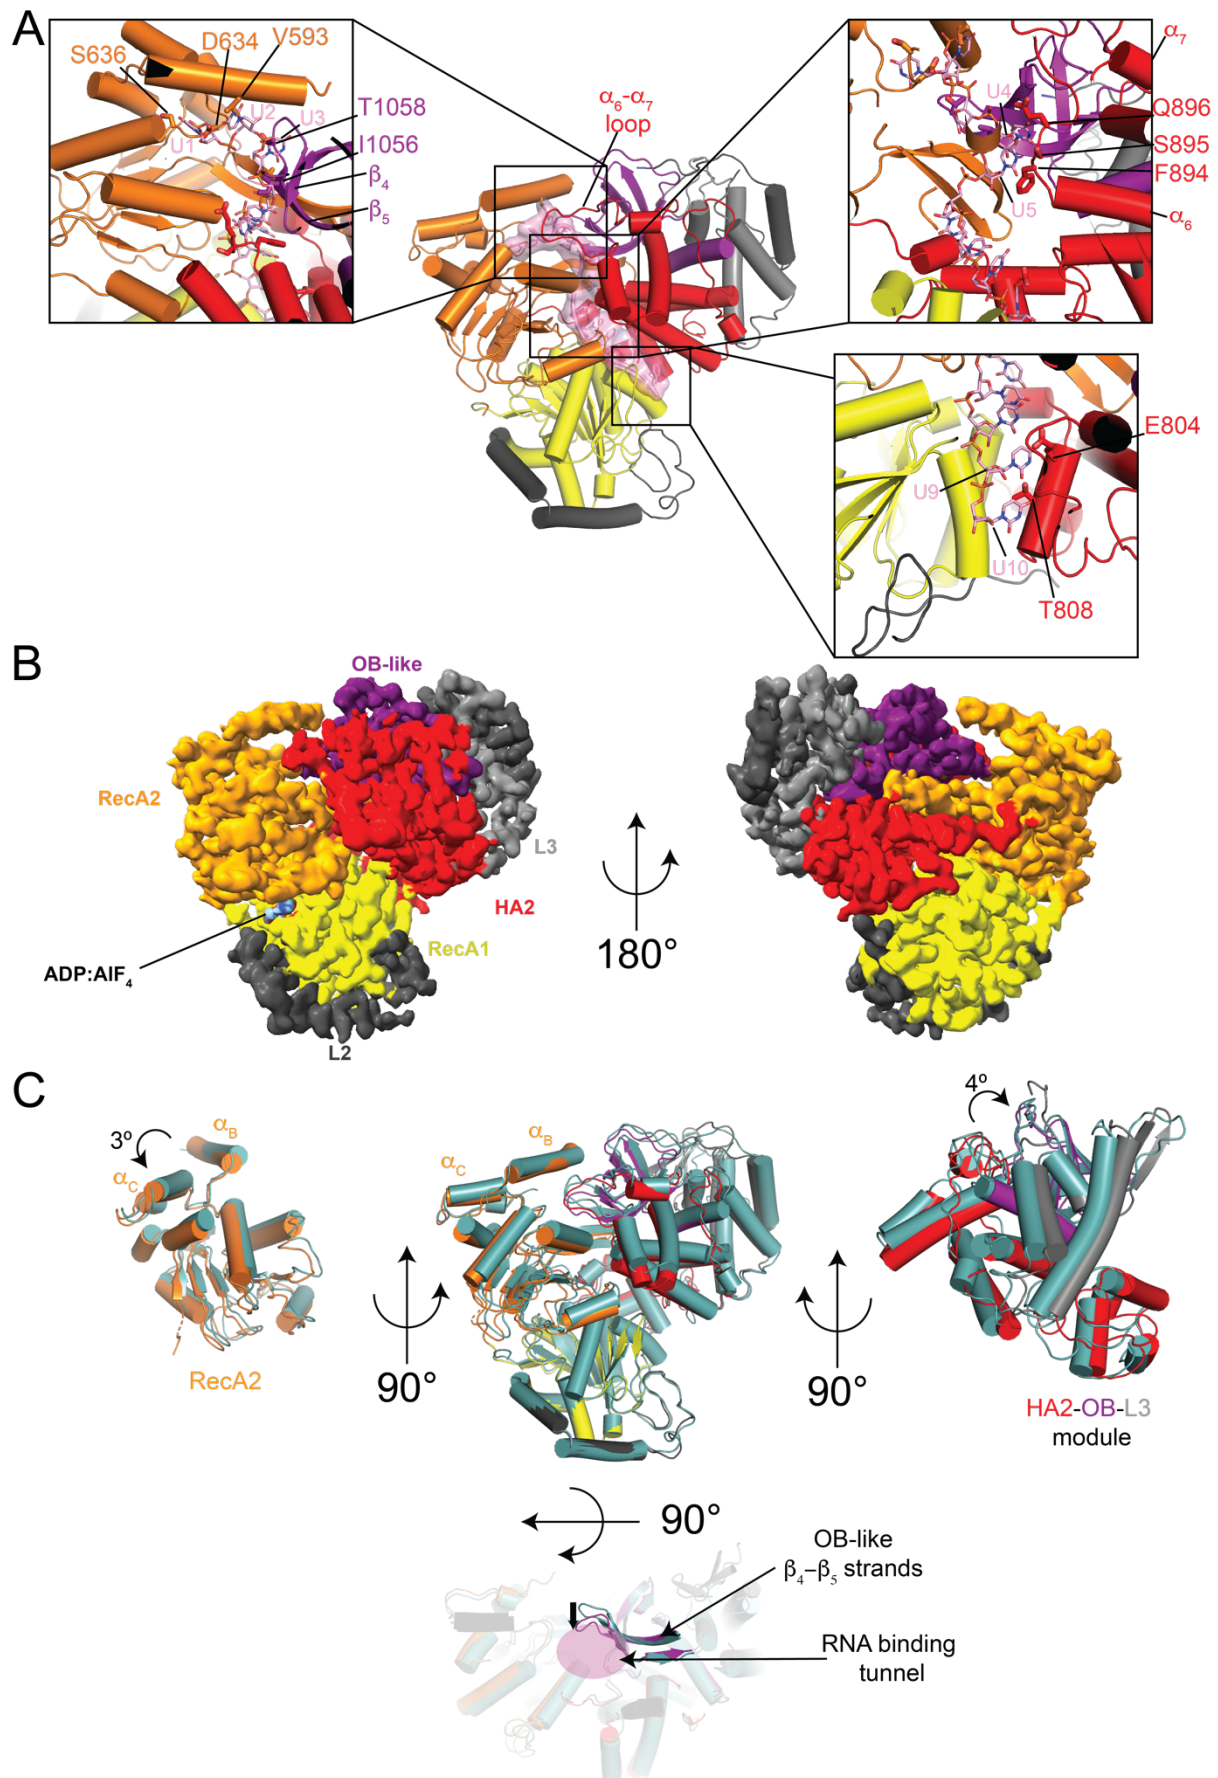 A
S636
D634
V593
U2
U3
U1
T1058
I1056
β4
β5
α6-α7
loop
α7
U4
Q896
S895
F894
U5
α6
E804
U9
U10
T808
B
OB-like
RecA2
L3
HA2
RecA1
ADP:AlF4
L2
180°
C
3º
αB
αC
RecA2
90°
αB
αC
90°
4º
HA2-OB-L3
module
90°
OB-like
β4–β5 strands
RNA binding
tunnel